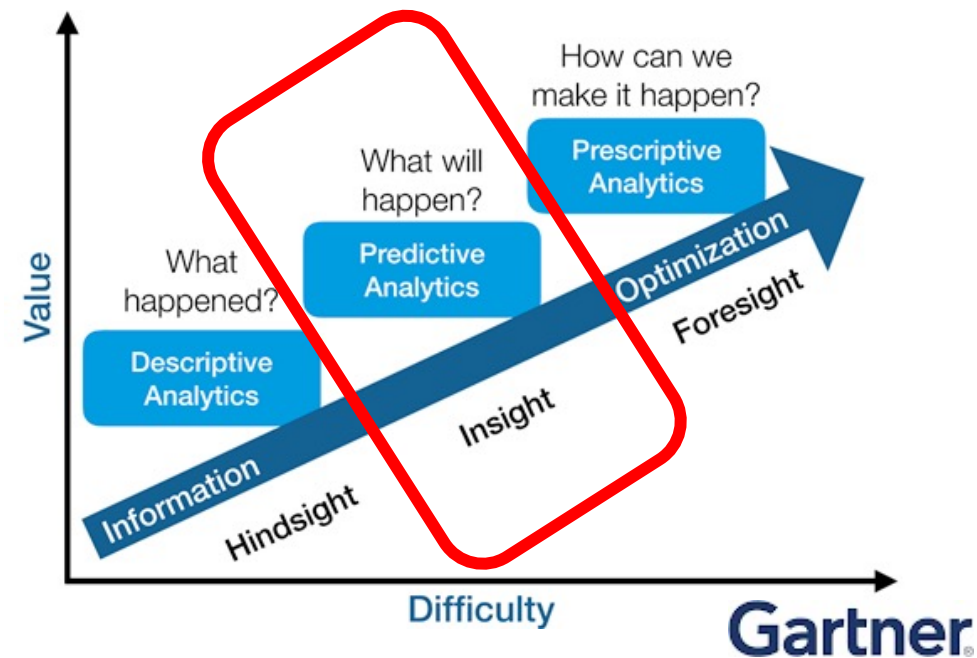 How can we
make it happen?
Prescriptive
Analytics
What will
happen?
Predictive
Analytics
What
happened?
Descriptive
Analytics
Value
Information
Optimization
Hindsight
Insight
Foresight
Difficulty
Gartner®